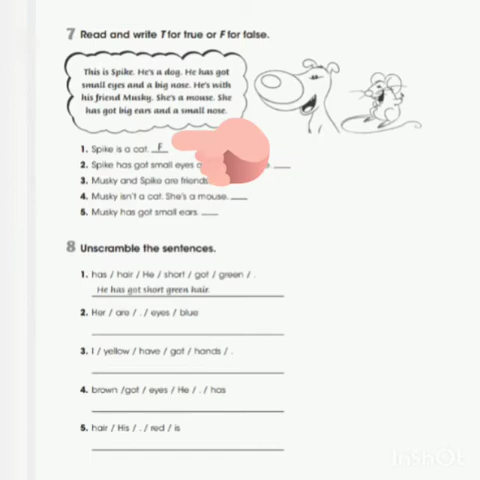 7 Read and write T for true or F for false.
This is Spike. He's a dog. He has got
small eyes and a big nose. He's with
his friend Musky. She's a mouse. She
has got big ears and a small nose.
1. Spike is a cat. F
2. Spike has got small eyes
3. Musky and Spike are friends
4. Musky isn't a cat. She's a mouse.
5. Musky has got small ears.
8 Unscramble the sentences.
1. has / hair / He / short / got / green / .
He has got short green hair.
2. Her / are / . / eyes / blue
3. I / yellow / have / got / hands / .
4. brown /got / eyes / He / . / has
5. hair / His / . / red / is
InShOt